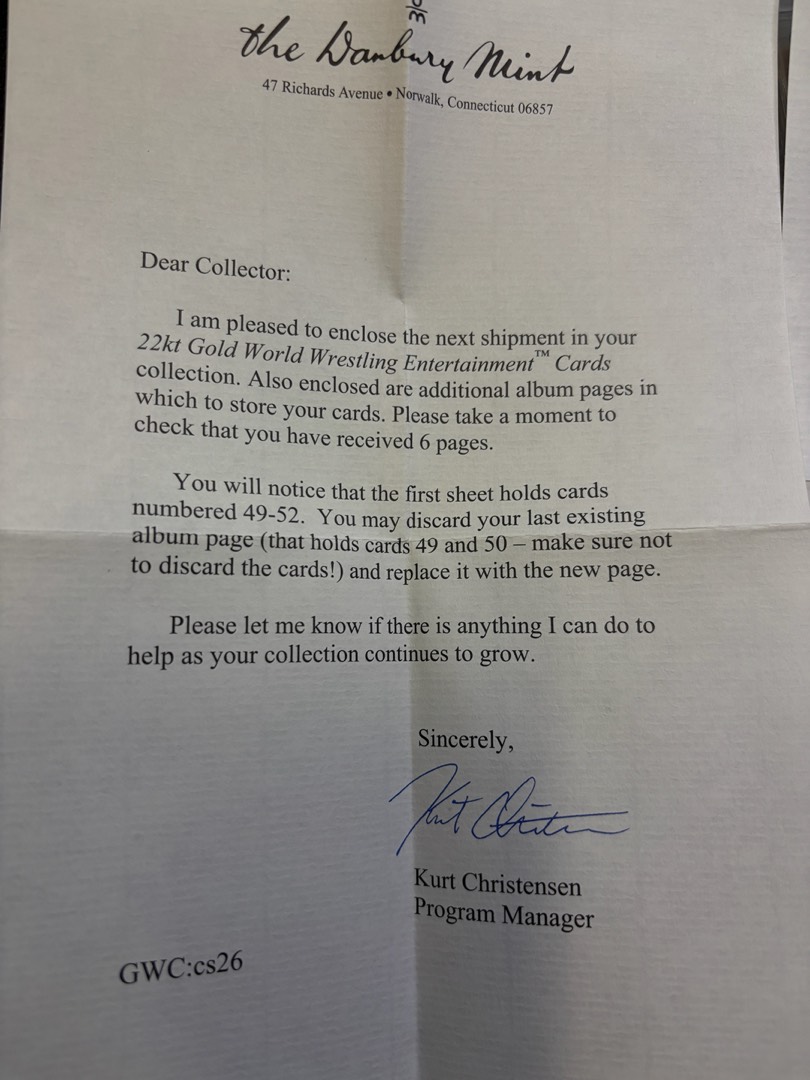 the Danbury Mint
47 Richards Avenue • Norwalk, Connecticut 06857
Dear Collector:
I am pleased to enclose the next shipment in your
22kt Gold World Wrestling Entertainment™ Cards
collection. Also enclosed are additional album pages in
which to store your cards. Please take a moment to
check that you have received 6 pages.
You will notice that the first sheet holds cards
numbered 49-52. You may discard your last existing
album page (that holds cards 49 and 50 – make sure not
to discard the cards!) and replace it with the new page.
Please let me know if there is anything I can do to
help as your collection continues to grow.
Sincerely,
Kurt Christensen
Kurt Christensen
Program Manager
GWC:cs26